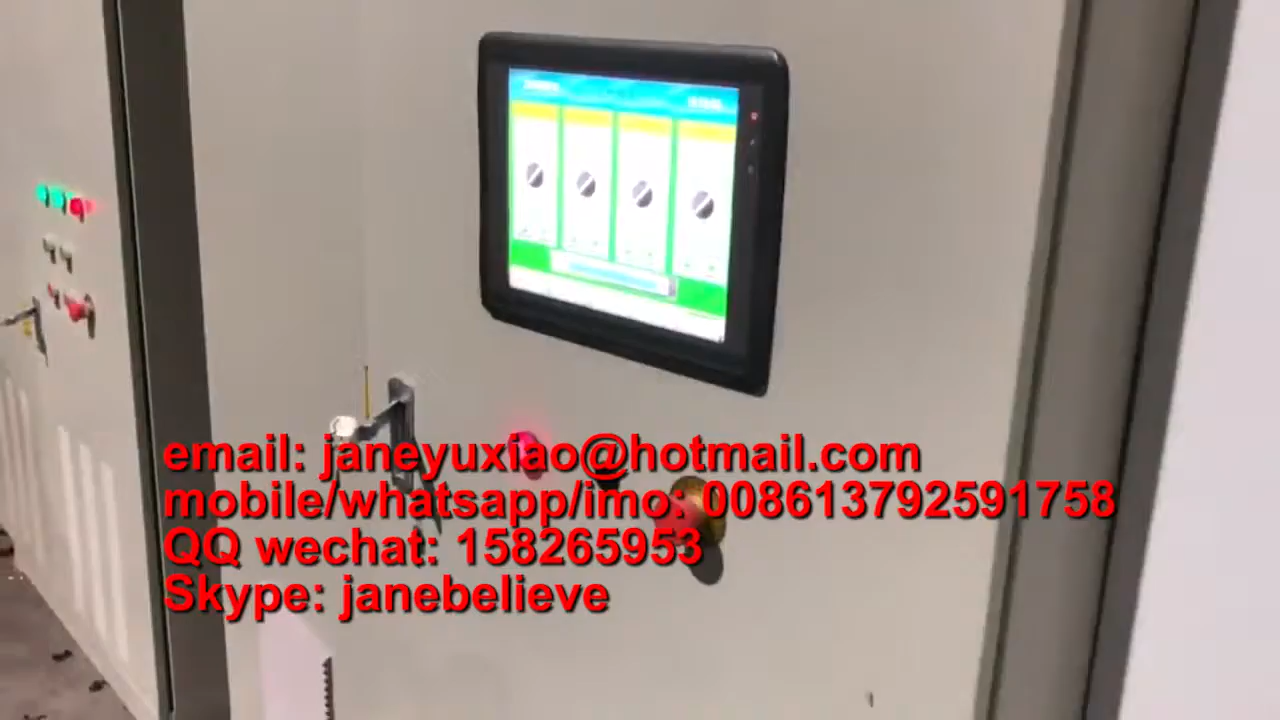 email: janeyuxiao@hotmail.com
mobile/whatsapp/imo: 008613792591758
QQ wechat: 158265953
Skype: janebelieve